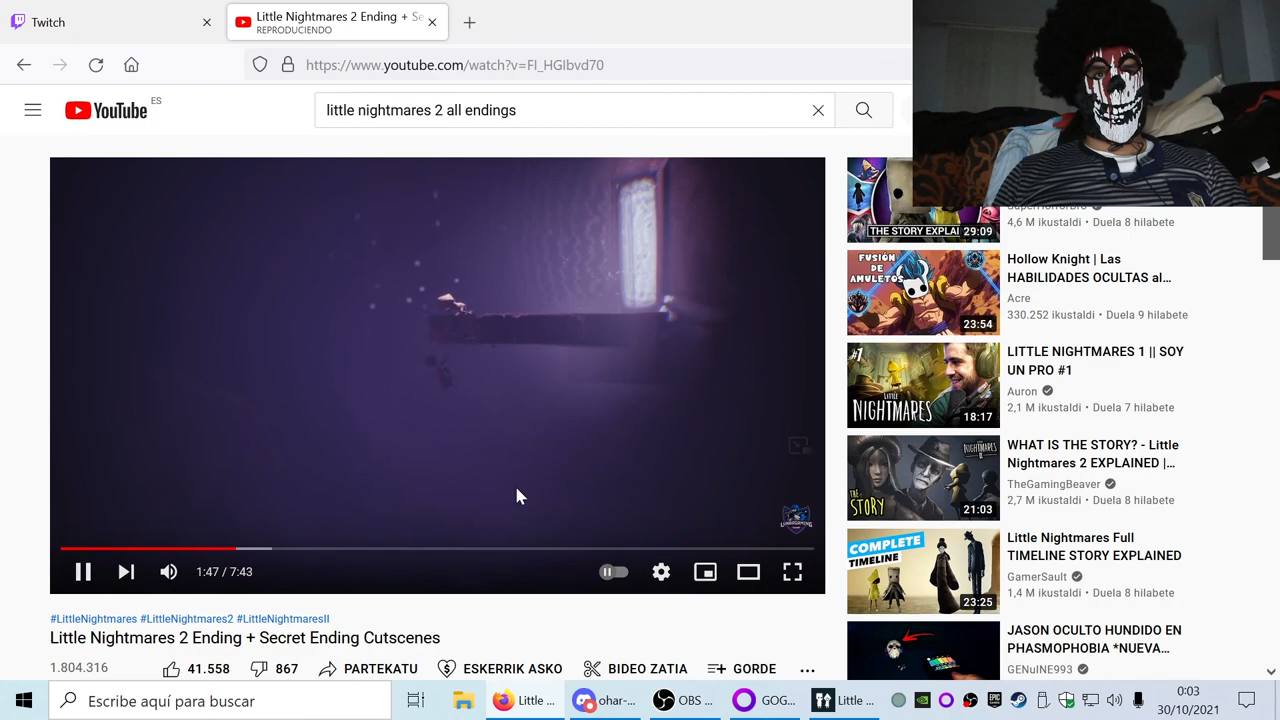 Twitch
Little Nightmares 2 Ending + Se
REPRODUCIENDO
https://www.youtube.com/watch?v=FI_HGIbvd70
YouTube ES
little nightmares 2 all endings
THE STORY EXPLAI
29:09
4,6 M ikustaldi • Duela 8 hilabete
FUSIÓN DE AMULETOS
23:54
Hollow Knight | Las
HABILIDADES OCULTAS al…
Acre
330.252 ikustaldi • Duela 9 hilabete
#1
LITTLE
NIGHTMARES
18:17
LITTLE NIGHTMARES 1 || SOY
UN PRO #1
Auron
2,1 M ikustaldi • Duela 7 hilabete
NIGHTMARES
THE STORY
21:03
WHAT IS THE STORY? - Little
Nightmares 2 EXPLAINED |…
TheGamingBeaver
2,7 M ikustaldi • Duela 8 hilabete
COMPLETE
TIMELINE
23:25
Little Nightmares Full
TIMELINE STORY EXPLAINED
GamerSault
1,4 M ikustaldi • Duela 8 hilabete
JASON OCULTO HUNDIDO EN
PHASMOPHOBIA *NUEVA…
GENuINE993
LUNARGAMING
1:47 / 7:43
#LittleNightmares #LittleNightmares2 #LittleNightmaresII
Little Nightmares 2 Ending + Secret Ending Cutscenes
1.804.316
41.558
867
PARTEKATU
ESKERRIK ASKO
BIDEO ZATIA
GORDE
Escribe aquí para buscar
Little …
ohar-…
OBS …
GOG…
Little …
EPIC GAMES
0:03
30/10/2021